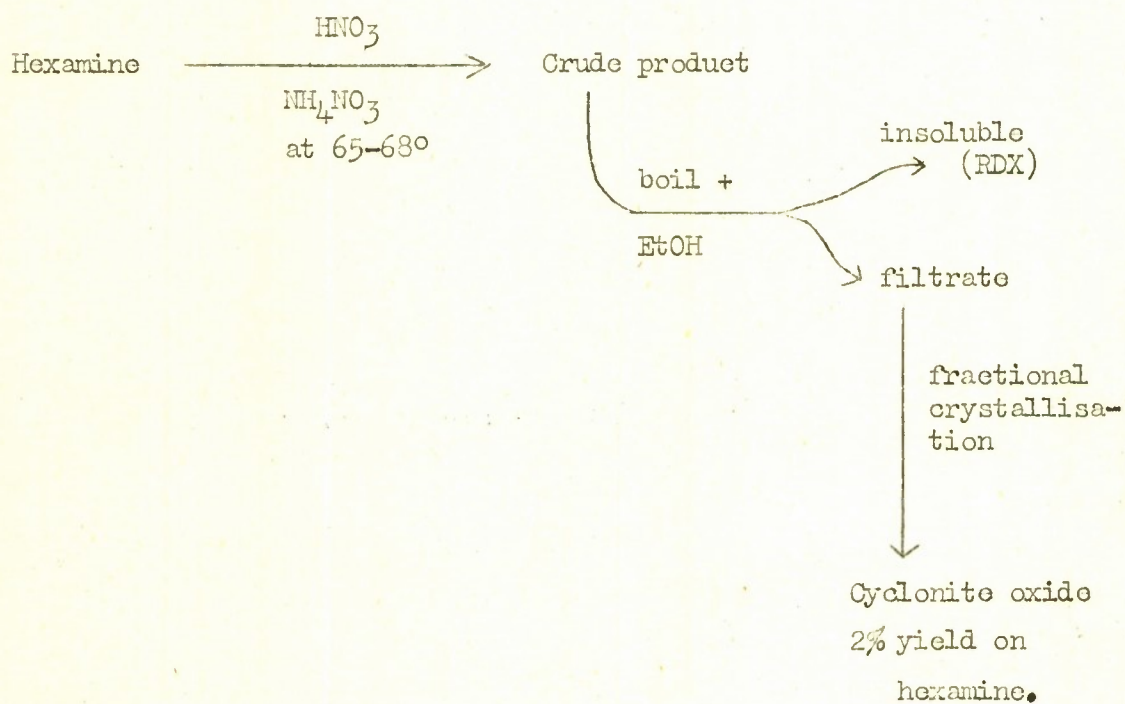 HNO3
Hexamine
Crude product
NH4NO3
at 65-68°
insoluble
(RDX)
boil +
EtOH
filtrate
fractional
crystallisa-
tion
Cyclonite oxide
2% yield on
hexamine.